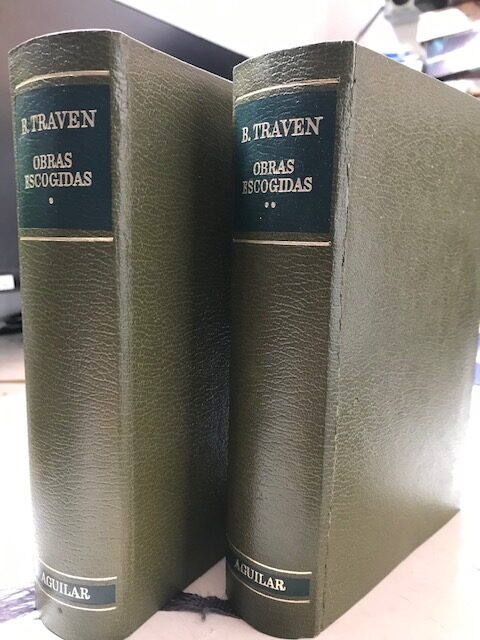 B. TRAVEN
OBRAS
ESCOGIDAS
*
AGUILAR
B. TRAVEN
OBRAS
ESCOGIDAS
**
AGUILAR